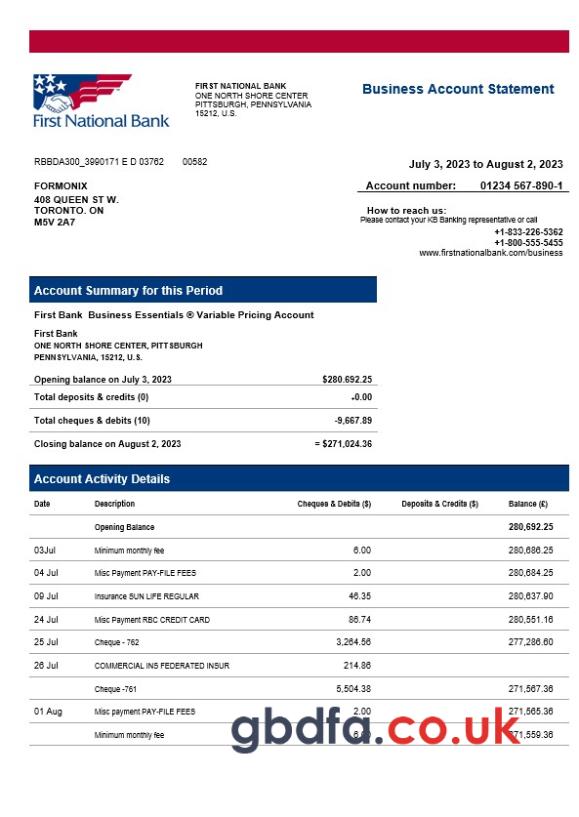 First National Bank
FIRST NATIONAL BANK
ONE NORTH SHORE CENTER
PITTSBURGH, PENNSYLVANIA
15212, U.S.
Business Account Statement
RBBDA300_3990171 E D 03762 00582
July 3, 2023 to August 2, 2023
FORMONIX
408 QUEEN ST W.
TORONTO. ON
M5V 2A7
Account number: 01234 567-890-1
How to reach us:
Please contact your KB Banking representative or call
+1-833-226-5362
+1-800-555-5455
www.firstnationalbank.com/business
Account Summary for this Period
First Bank Business Essentials ® Variable Pricing Account
First Bank
ONE NORTH SHORE CENTER, PITTSBURGH
PENNSYLVANIA, 15212, U.S.
Opening balance on July 3, 2023 $280.692.25
Total deposits & credits (0) +0.00
Total cheques & debits (10) -9,667.89
Closing balance on August 2, 2023 = $271,024.36
Account Activity Details
Date Description Cheques & Debits ($) Deposits & Credits ($) Balance (£)
Opening Balance 280,692.25
03Jul Minimum monthly fee 6.00 280,686.25
04 Jul Misc Payment PAY-FILE FEES 2.00 280,684.25
09 Jul Insurance SUN LIFE REGULAR 46.35 280,637.90
24 Jul Misc Payment RBC CREDIT CARD 86.74 280,551.16
25 Jul Cheque - 762 3,264.56 277,286.60
26 Jul COMMERCIAL INS FEDERATED INSUR 214.86
Cheque -761 5,504.38 271,567.36
01 Aug Misc payment PAY-FILE FEES 2.00 271,565.36
Minimum monthly fee 6.00 271,559.36
gbdfa.co.uk